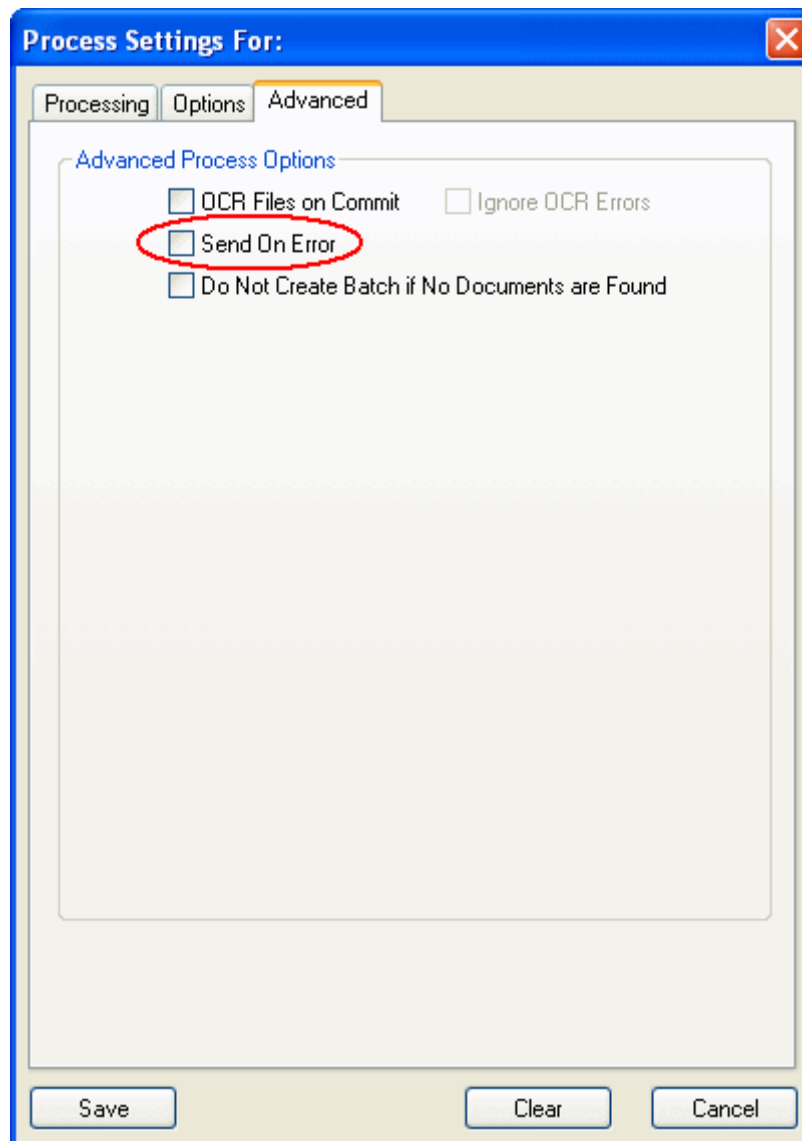 Process Settings For:
Processing Options Advanced
Advanced Process Options
OCR Files on Commit Ignore OCR Errors
Send On Error
Do Not Create Batch if No Documents are Found
Save Clear Cancel